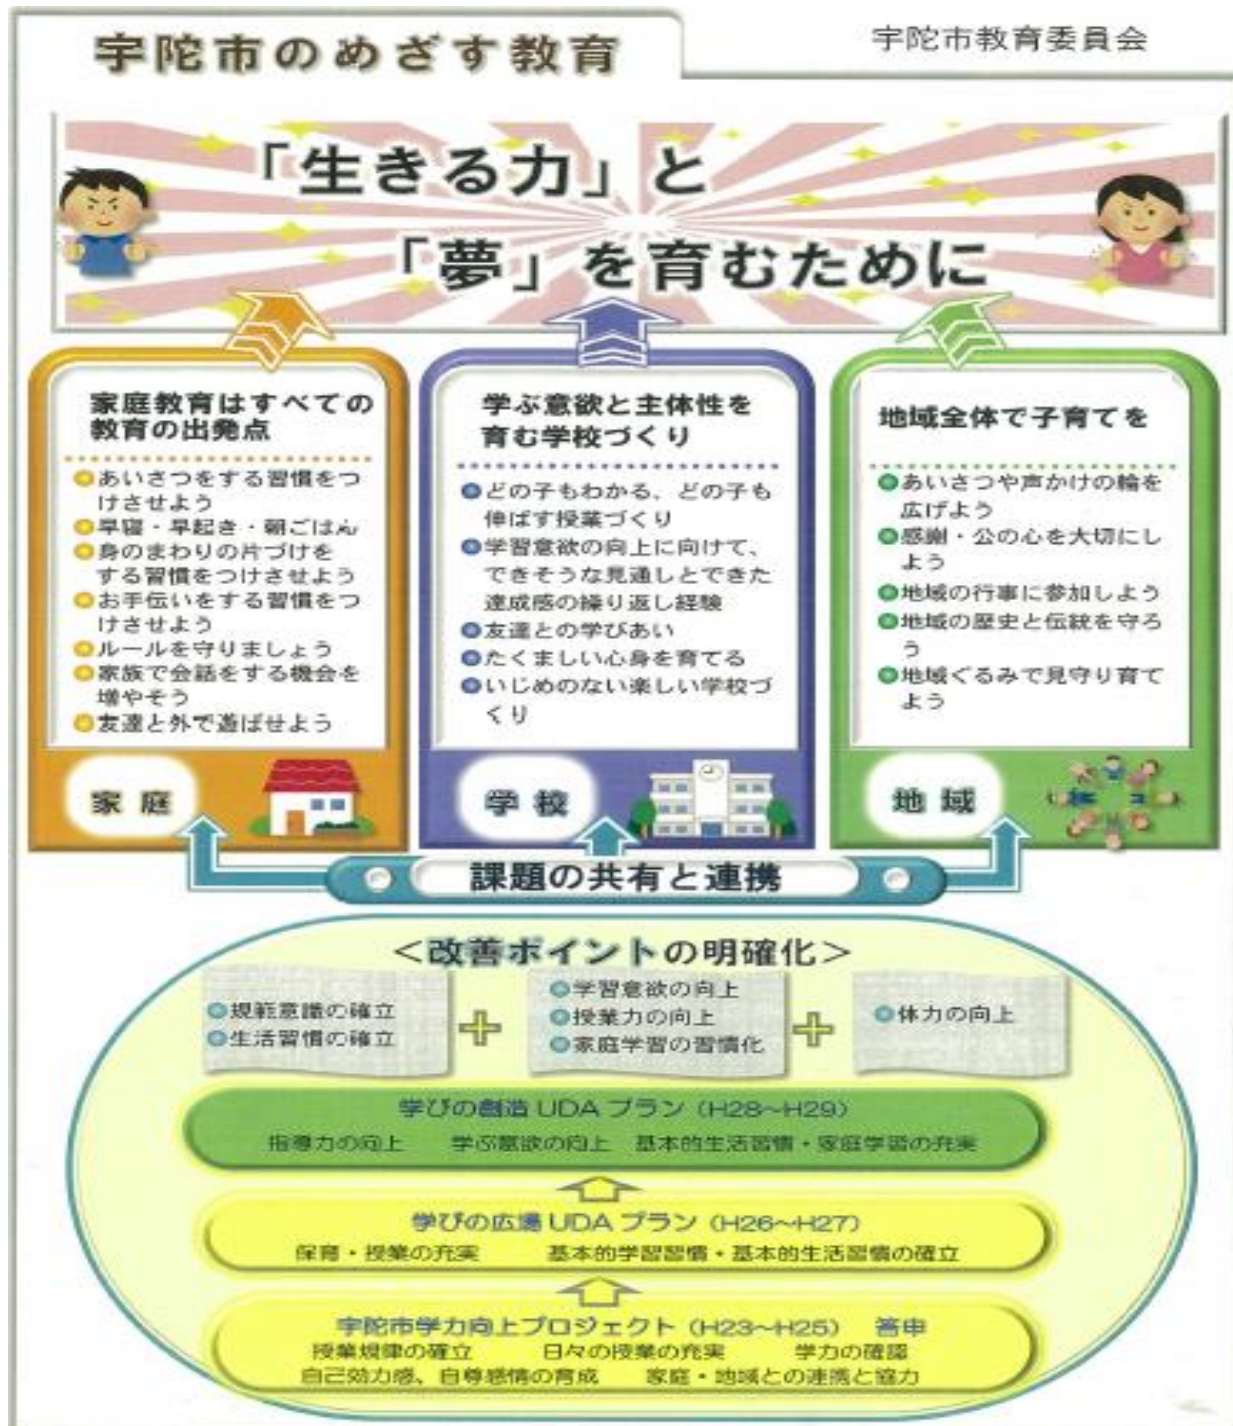 宇陀市のめざす教育
宇陀市教育委員会
「生きる力」と
「夢」を育むために
家庭教育はすべての
教育の出発点
あいさつをする習慣をつ
けさせよう
早寝・早起き・朝ごはん
身のまわりの片づけを
する習慣をつけさせよう
お手伝いをする習慣をつ
けさせよう
ルールを守りましょう
家族で会話をする機会を
増やそう
友達と外で遊ばせよう
家庭
学ぶ意欲と主体性を
育む学校づくり
どの子もわかる、どの子も
伸ばす授業づくり
学習意欲の向上に向けて、
できそうな見通しとできた
達成感の繰り返し経験
友達との学びあい
たくましい心身を育てる
いじめのない楽しい学校づ
くり
学校
地域全体で子育てを
あいさつや声かけの輪を
広げよう
感謝・公の心を大切にし
よう
地域の行事に参加しよう
地域の歴史と伝統を守ろ
う
地域ぐるみで見守り育て
よう
地域
課題の共有と連携
＜改善ポイントの明確化＞
規範意識の確立
生活習慣の確立
+
学習意欲の向上
授業力の向上
家庭学習の習慣化
+
体力の向上
学びの創造 UDA プラン（H28～H29）
指導力の向上　学ぶ意欲の向上　基本的生活習慣・家庭学習の充実
学びの広場 UDA プラン（H26～H27）
保育・授業の充実　基本的学習習慣・基本的生活習慣の確立
宇陀市学力向上プロジェクト（H23～H25）　答申
授業規律の確立　日々の授業の充実　学力の確認
自己効力感、自尊感情の育成　家庭・地域との連携と協力